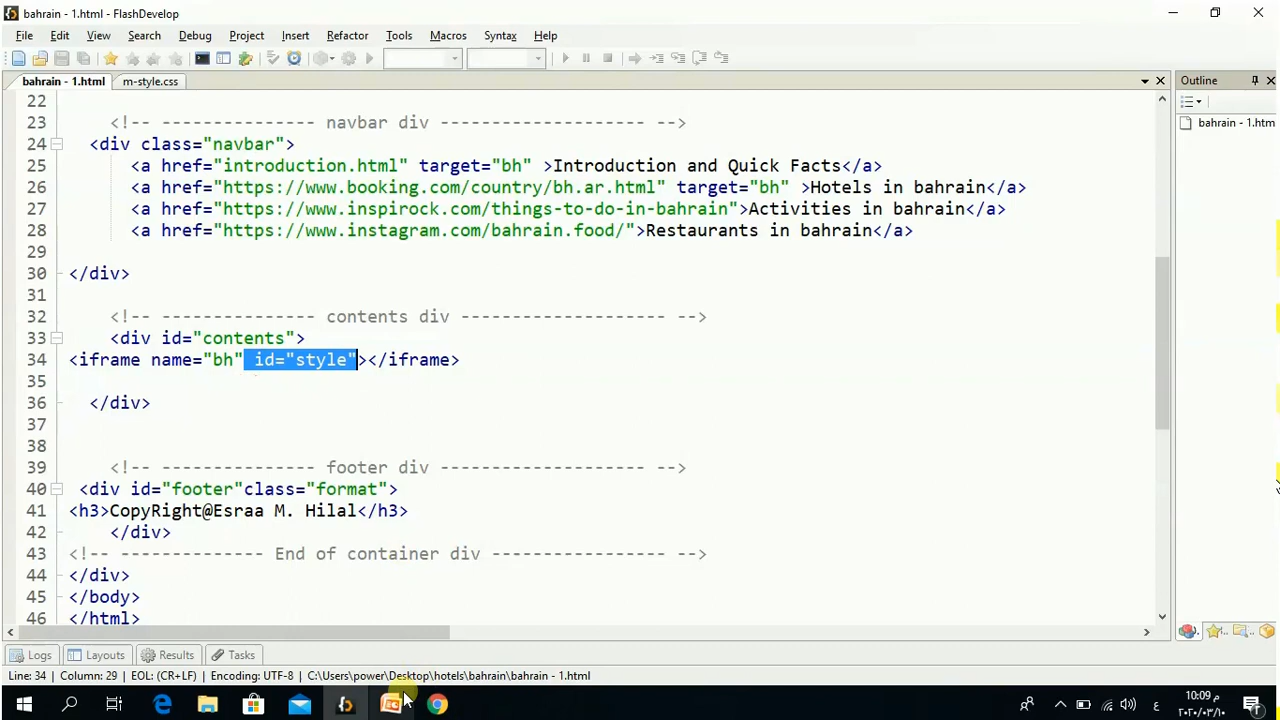 bahrain - 1.html - FlashDevelop
File Edit View Search Debug Project Insert Refactor Tools Macros Syntax Help
bahrain - 1.html m-style.css Outline
bahrain - 1.htm
22
23 <!-- --------------- navbar div -------------------- -->
24 <div class="navbar">
25 <a href="introduction.html" target="bh" >Introduction and Quick Facts</a>
26 <a href="https://www.booking.com/country/bh.ar.html" target="bh" >Hotels in bahrain</a>
27 <a href="https://www.inspirock.com/things-to-do-in-bahrain">Activities in bahrain</a>
28 <a href="https://www.instagram.com/bahrain.food/">Restaurants in bahrain</a>
29
30 </div>
31
32 <!-- --------------- contents div -------------------- -->
33 <div id="contents">
34 <iframe name="bh" id="style"></iframe>
35
36 </div>
37
38
39 <!-- --------------- footer div -------------------- -->
40 <div id="footer"class="format">
41 <h3>CopyRight@Esraa M. Hilal</h3>
42 </div>
43 <!-- -------------- End of container div ----------------- -->
44 </div>
45 </body>
46 </html>
Logs Layouts Results Tasks
Line: 34 | Column: 29 | EOL: (CR+LF) | Encoding: UTF-8 | C:\Users\power\Desktop\hotels\bahrain\bahrain - 1.html
ع
10:09 م
٢٠٢٠/٠٣/١٠